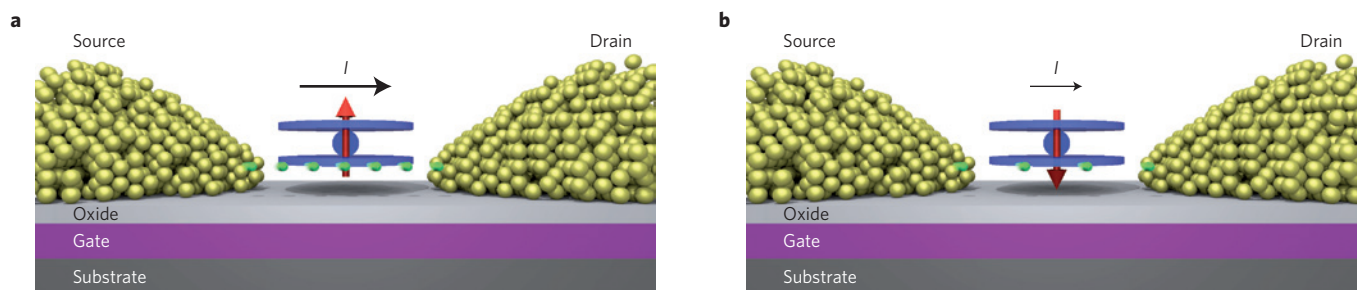 a
Source
Drain
I
Oxide
Gate
Substrate
b
Source
Drain
I
Oxide
Gate
Substrate